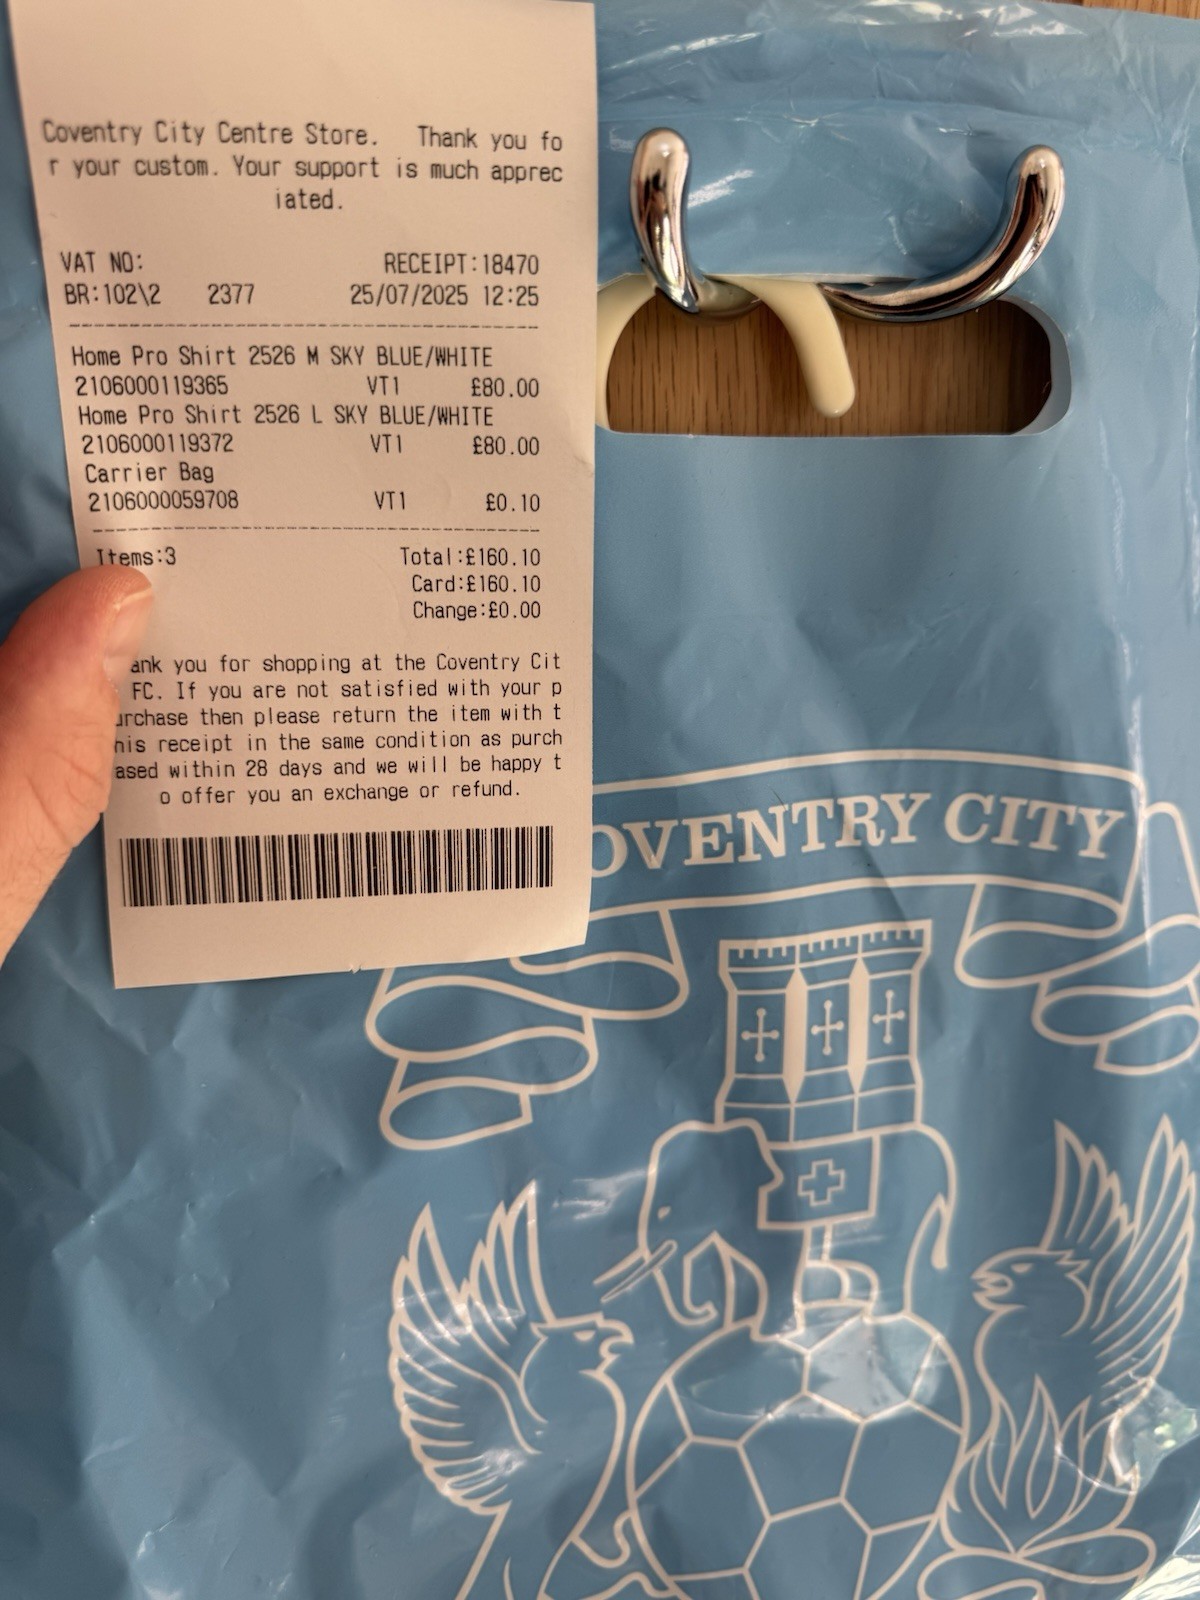 Coventry City Centre Store. Thank you fo
r your custom. Your support is much apprec
iated.
VAT NO: RECEIPT:18470
BR:102\2 2377 25/07/2025 12:25
Home Pro Shirt 2526 M SKY BLUE/WHITE
2106000119365 VT1 £80.00
Home Pro Shirt 2526 L SKY BLUE/WHITE
2106000119372 VT1 £80.00
Carrier Bag
2106000059708 VT1 £0.10
Items:3 Total:£160.10
Card:£160.10
Change:£0.00
ank you for shopping at the Coventry Cit
FC. If you are not satisfied with your p
urchase then please return the item with t
his receipt in the same condition as purch
ased within 28 days and we will be happy t
o offer you an exchange or refund.
OVENTRY CITY